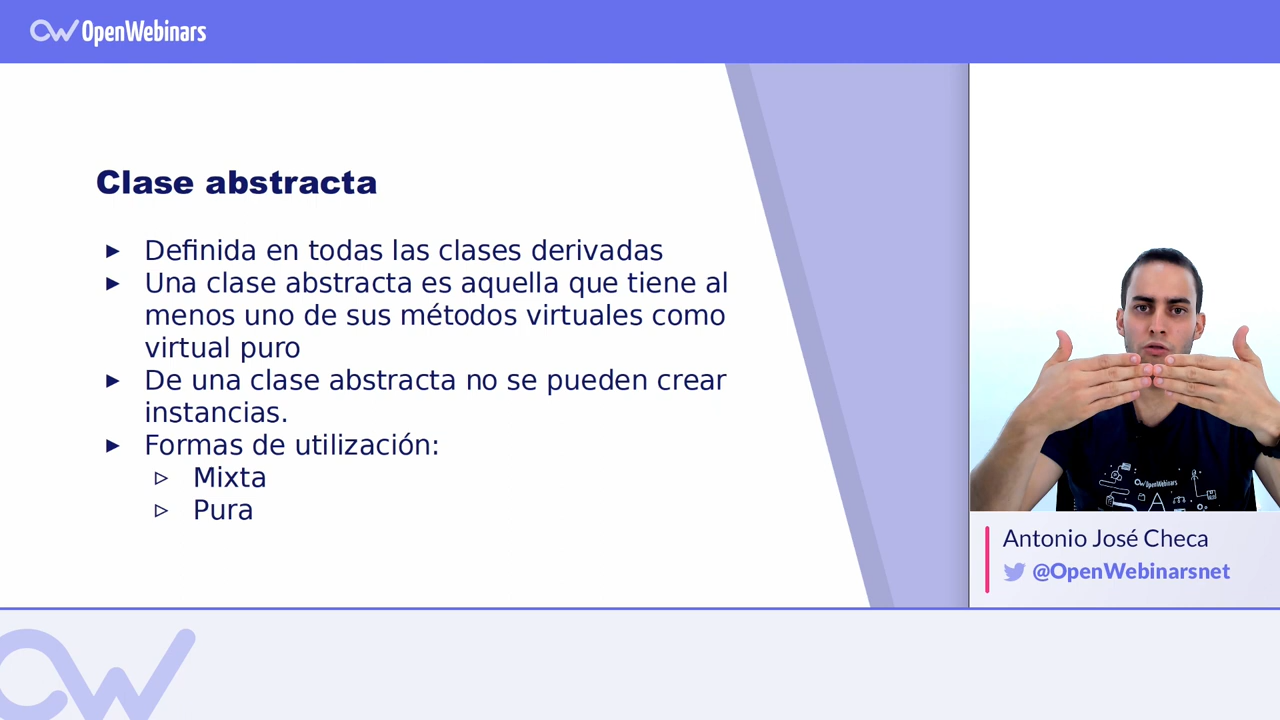 OpenWebinars
Clase abstracta
► Definida en todas las clases derivadas
► Una clase abstracta es aquella que tiene al
menos uno de sus métodos virtuales como
virtual puro
► De una clase abstracta no se pueden crear
instancias.
► Formas de utilización:
▷ Mixta
▷ Pura
OpenWebinars
Antonio José Checa
@OpenWebinarsnet